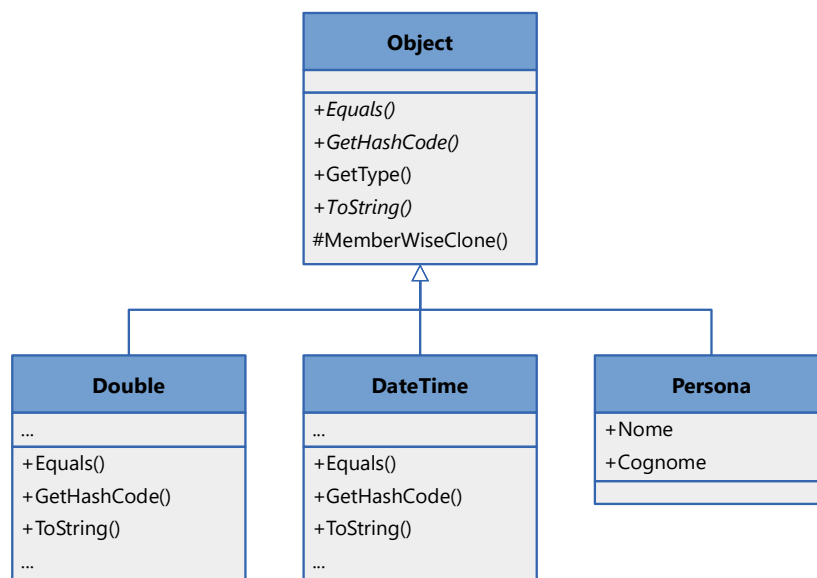 Object
+Equals()
+GetHashCode()
+GetType()
+ToString()
#MemberWiseClone()
Double
...
+Equals()
+GetHashCode()
+ToString()
...
DateTime
...
+Equals()
+GetHashCode()
+ToString()
...
Persona
+Nome
+Cognome